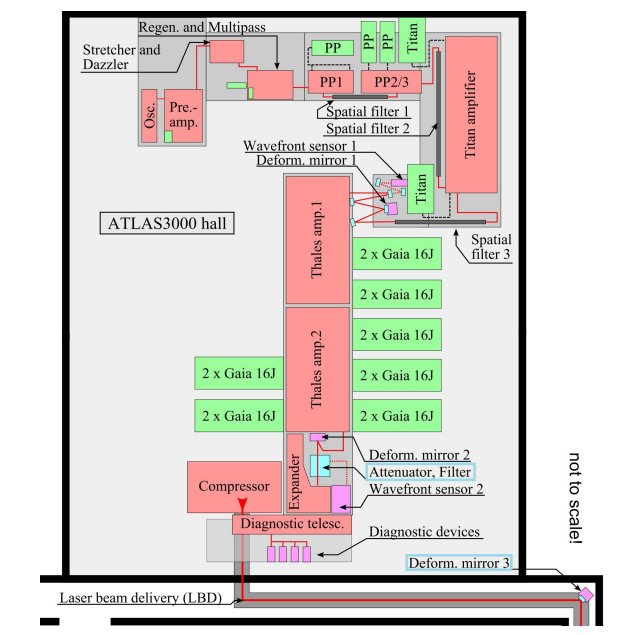 Regen. and Multipass
Stretcher and
Dazzler
PP
PP
PP
Titan
Osc.
Pre.-
amp.
PP1
PP2/3
Titan amplifier
Spatial filter 1
Spatial filter 2
Wavefront sensor 1
Deform. mirror 1
Titan
Thales amp.1
ATLAS3000 hall
Spatial
filter 3
2 x Gaia 16J
2 x Gaia 16J
2 x Gaia 16J
Thales amp.2
2 x Gaia 16J
2 x Gaia 16J
2 x Gaia 16J
2 x Gaia 16J
Deform. mirror 2
Expander
Attenuator, Filter
Compressor
Wavefront sensor 2
not to scale!
Diagnostic telesc.
Diagnostic devices
Deform. mirror 3
Laser beam delivery (LBD)